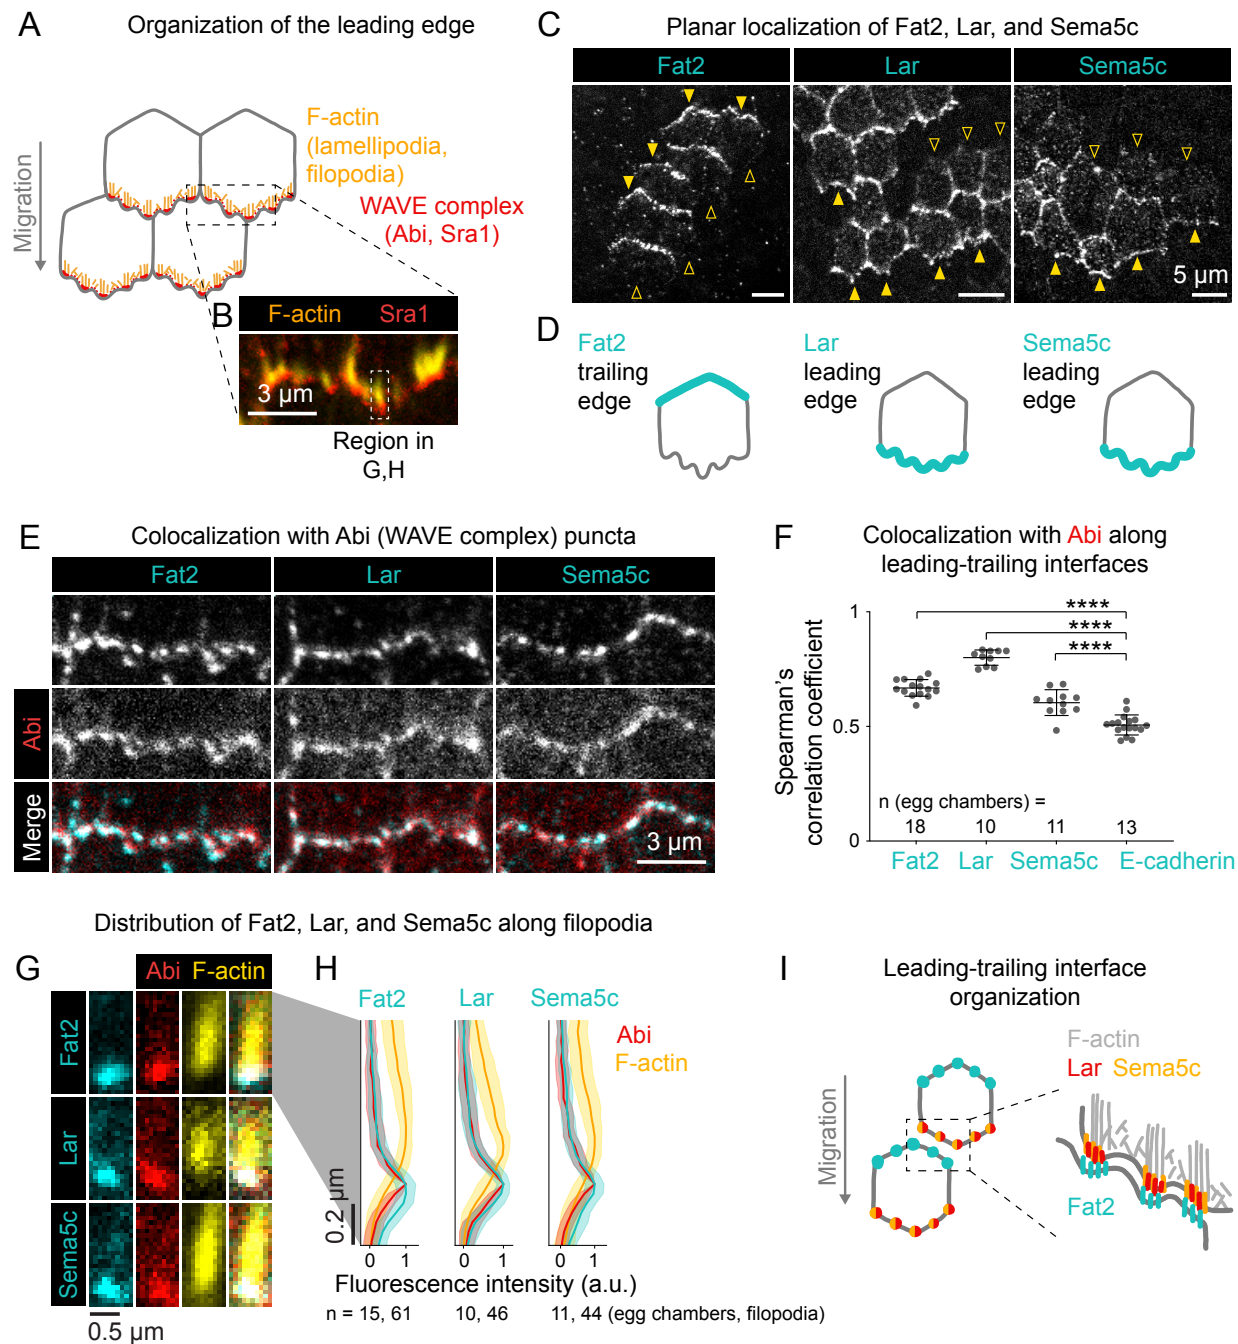 A
Organization of the leading edge
Migration
F-actin
(lamellipodia,
filopodia)
WAVE complex
(Abi, Sra1)
B
F-actin Sra1
3 μm
Region in
G,H
C
Planar localization of Fat2, Lar, and Sema5c
Fat2 Lar Sema5c
5 μm
D
Fat2
trailing
edge
Lar
leading
edge
Sema5c
leading
edge
E
Colocalization with Abi (WAVE complex) puncta
Fat2 Lar Sema5c
Abi
Merge
3 μm
F
Colocalization with Abi along
leading-trailing interfaces
Spearman's
correlation coefficient
1
0.5
0
****
****
****
n (egg chambers) =
18 10 11 13
Fat2 Lar Sema5c E-cadherin
Distribution of Fat2, Lar, and Sema5c along filopodia
G
Abi F-actin
Fat2
Lar
Sema5c
0.5 μm
H
Fat2 Lar Sema5c
Abi
F-actin
0.2 μm
0 1 0 1 0 1
Fluorescence intensity (a.u.)
n = 15, 61 10, 46 11, 44 (egg chambers, filopodia)
I
Leading-trailing interface
organization
Migration
F-actin
Lar Sema5c
Fat2